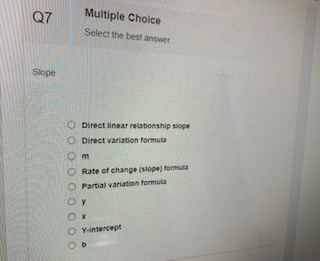 Q7
Multiple Choice
Select the best answer.
Slope
Direct linear relationship slope
Direct variation formula
m
Rate of change (slope) formula
Partial variation formula
y
x
Y-intercept
b